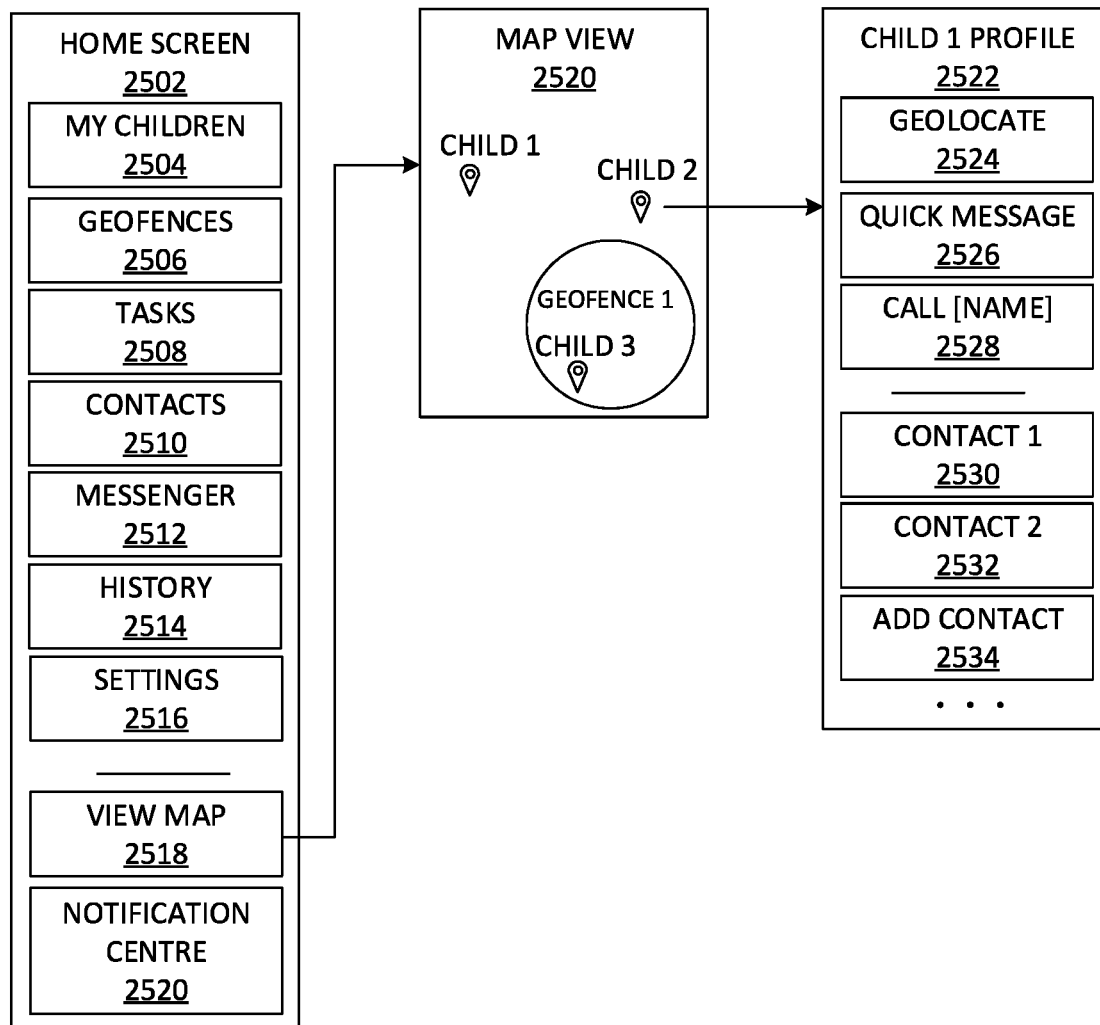 HOME SCREEN
2502
MY CHILDREN
2504
GEOFENCES
2506
TASKS
2508
CONTACTS
2510
MESSENGER
2512
HISTORY
2514
SETTINGS
2516
VIEW MAP
2518
NOTIFICATION
CENTRE
2520
MAP VIEW
2520
CHILD 1
CHILD 2
GEOFENCE 1
CHILD 3
CHILD 1 PROFILE
2522
GEOLOCATE
2524
QUICK MESSAGE
2526
CALL [NAME]
2528
CONTACT 1
2530
CONTACT 2
2532
ADD CONTACT
2534
. . .